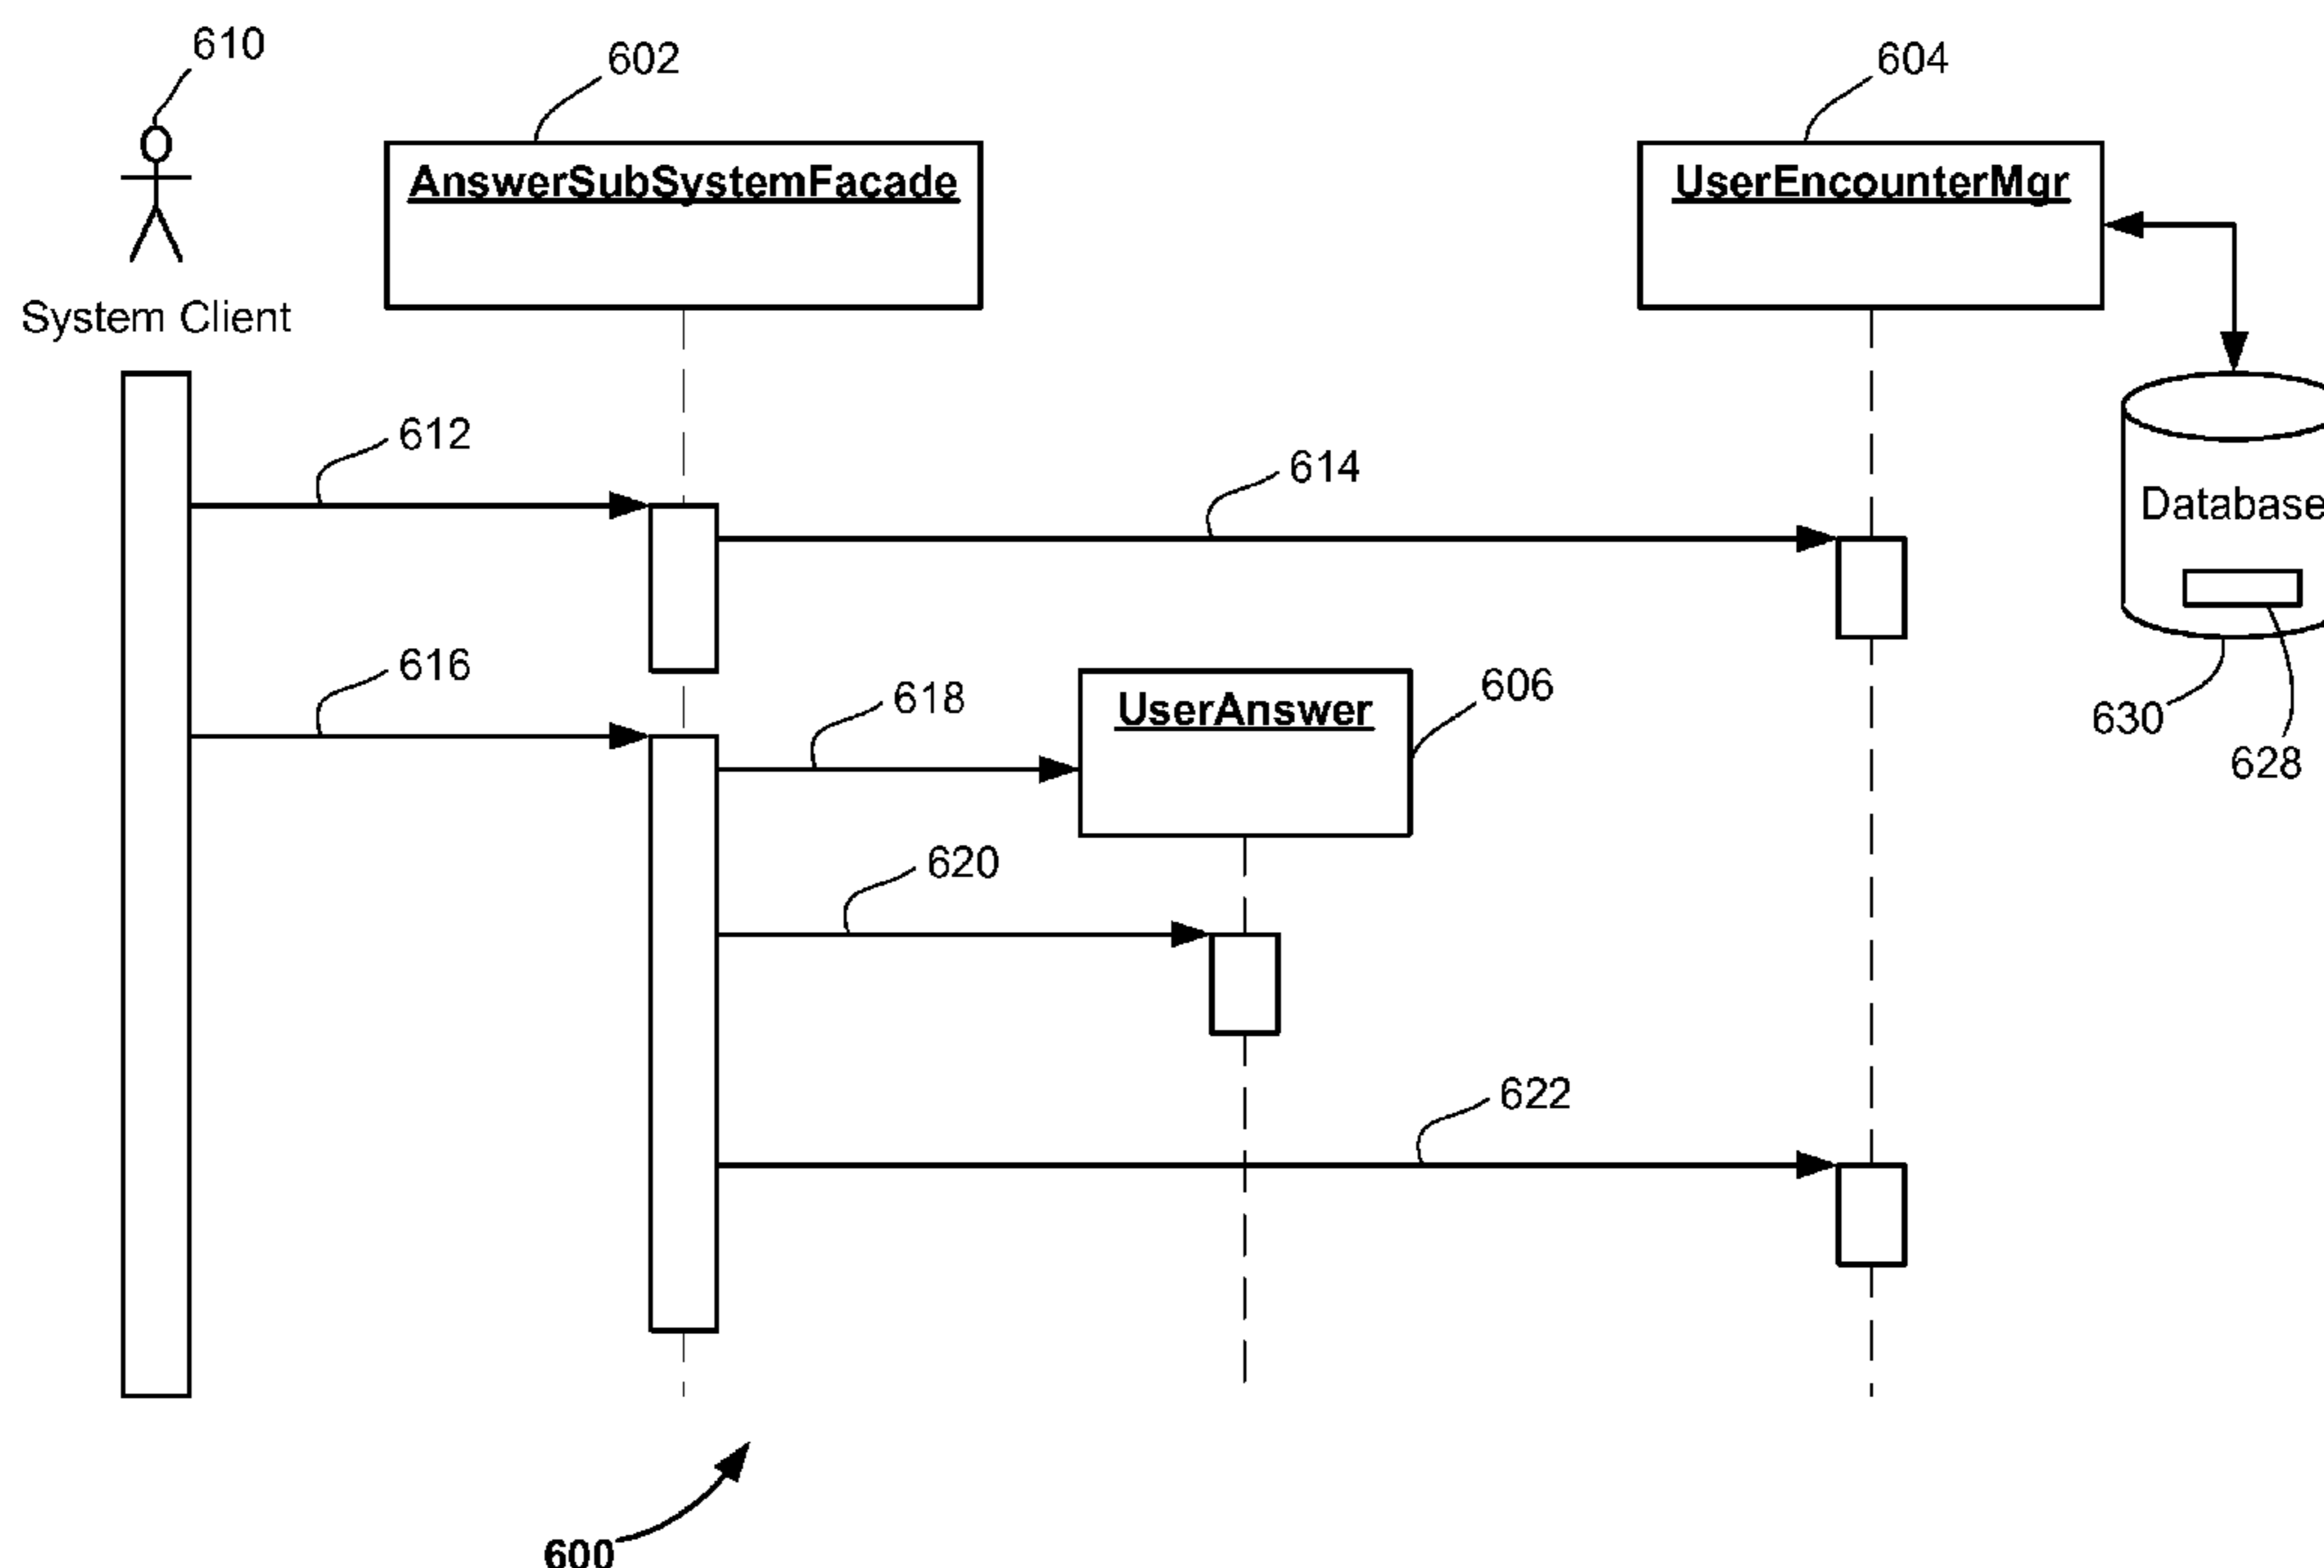 610
602
604
AnswerSubSystemFacade
UserEncounterMgr
System Client
612
614
Database
616
618
UserAnswer
606
630
628
620
622
600